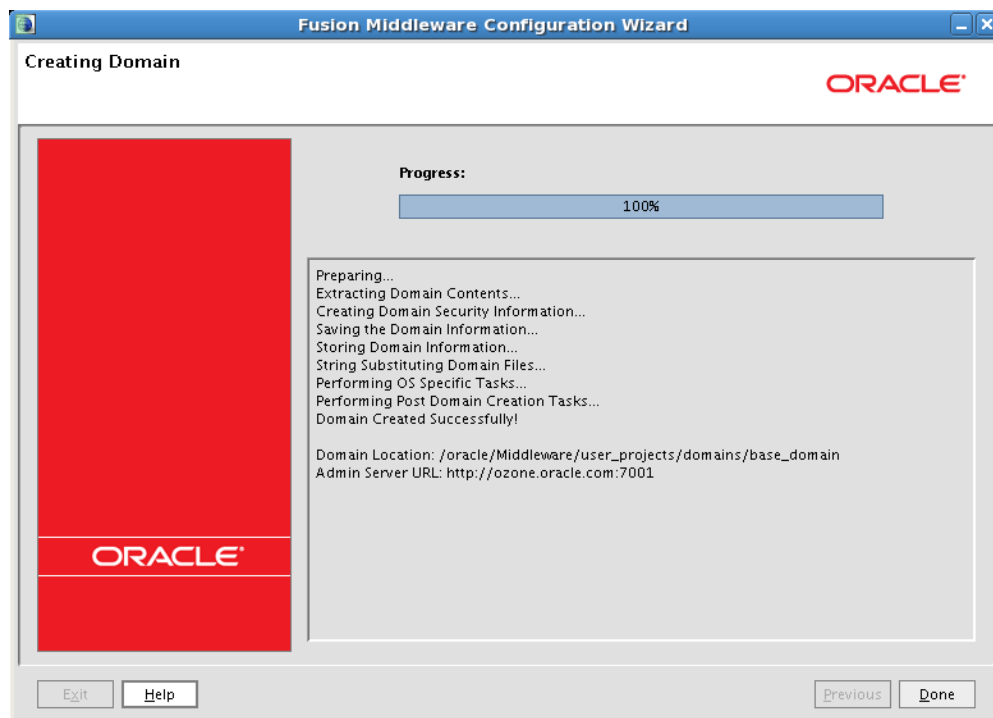 Fusion Middleware Configuration Wizard
Creating Domain
ORACLE
Progress:
100%
Preparing...
Extracting Domain Contents...
Creating Domain Security Information...
Saving the Domain Information...
Storing Domain Information...
String Substituting Domain Files...
Performing OS Specific Tasks...
Performing Post Domain Creation Tasks...
Domain Created Successfully!
Domain Location: /oracle/Middleware/user_projects/domains/base_domain
Admin Server URL: http://ozone.oracle.com:7001
ORACLE
Exit Help Previous Done